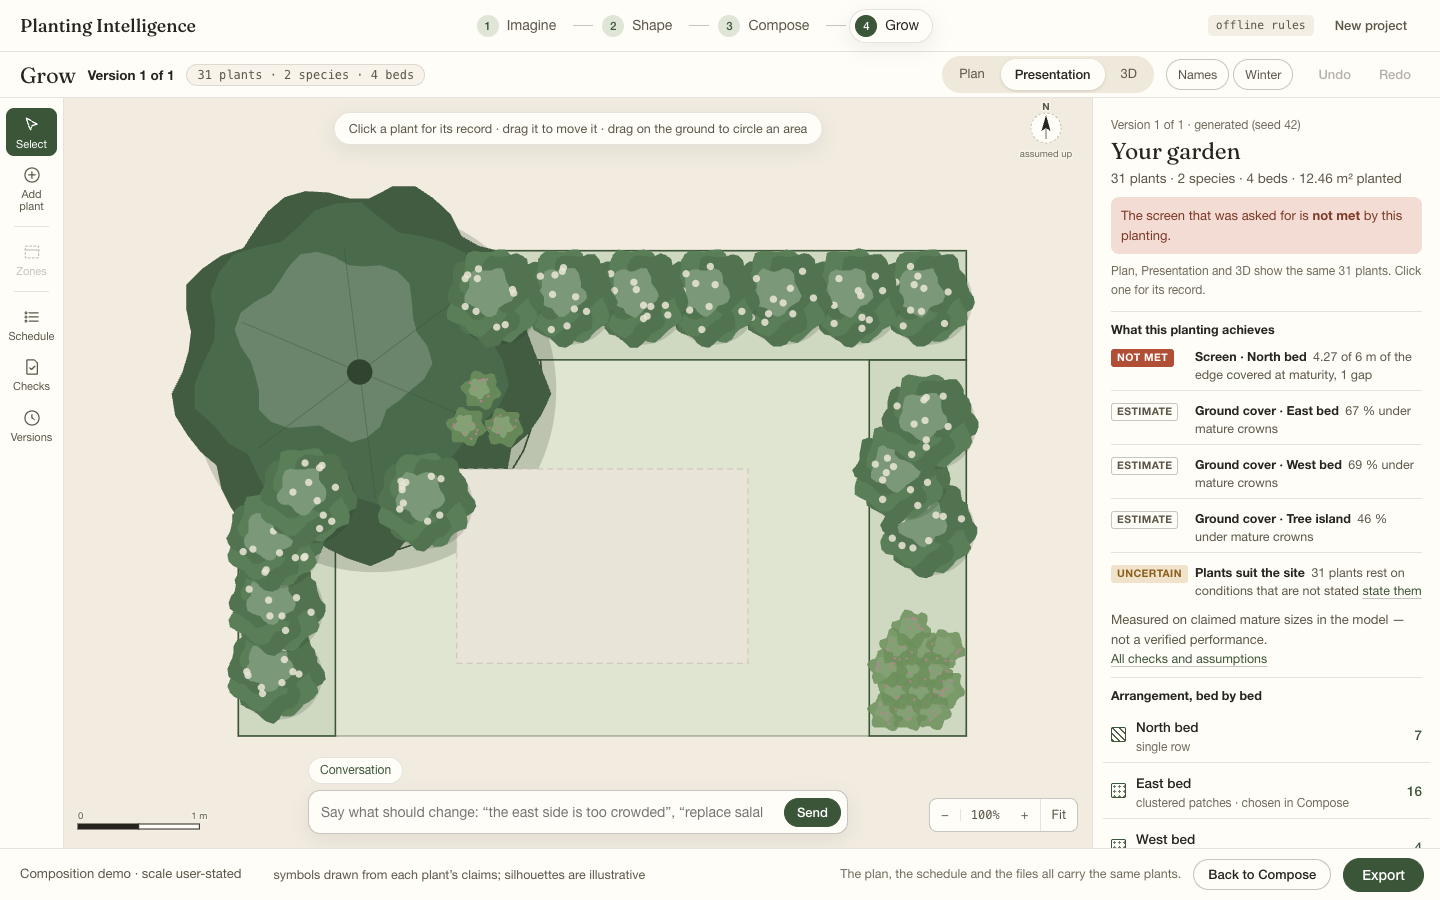 Planting Intelligence
1 Imagine
2 Shape
3 Compose
4 Grow
offline rules
New project
Grow Version 1 of 1 31 plants · 2 species · 4 beds
Plan Presentation 3D
Names Winter Undo Redo
Select
Add
plant
Zones
Schedule
Checks
Versions
Click a plant for its record · drag it to move it · drag on the ground to circle an area
N
assumed up
Version 1 of 1 · generated (seed 42)
Your garden
31 plants · 2 species · 4 beds · 12.46 m² planted
The screen that was asked for is not met by this
planting.
Plan, Presentation and 3D show the same 31 plants. Click
one for its record.
What this planting achieves
NOT MET Screen · North bed 4.27 of 6 m of the
edge covered at maturity, 1 gap
ESTIMATE Ground cover · East bed 67 % under
mature crowns
ESTIMATE Ground cover · West bed 69 % under
mature crowns
ESTIMATE Ground cover · Tree island 46 %
under mature crowns
UNCERTAIN Plants suit the site 31 plants rest on
conditions that are not stated state them
Measured on claimed mature sizes in the model —
not a verified performance.
All checks and assumptions
Arrangement, bed by bed
North bed 7
single row
East bed 16
clustered patches · chosen in Compose
West bed 4
Conversation
Say what should change: “the east side is too crowded”, “replace salal
Send
0 1 m
− 100% + Fit
Composition demo · scale user-stated
symbols drawn from each plant’s claims; silhouettes are illustrative
The plan, the schedule and the files all carry the same plants.
Back to Compose
Export